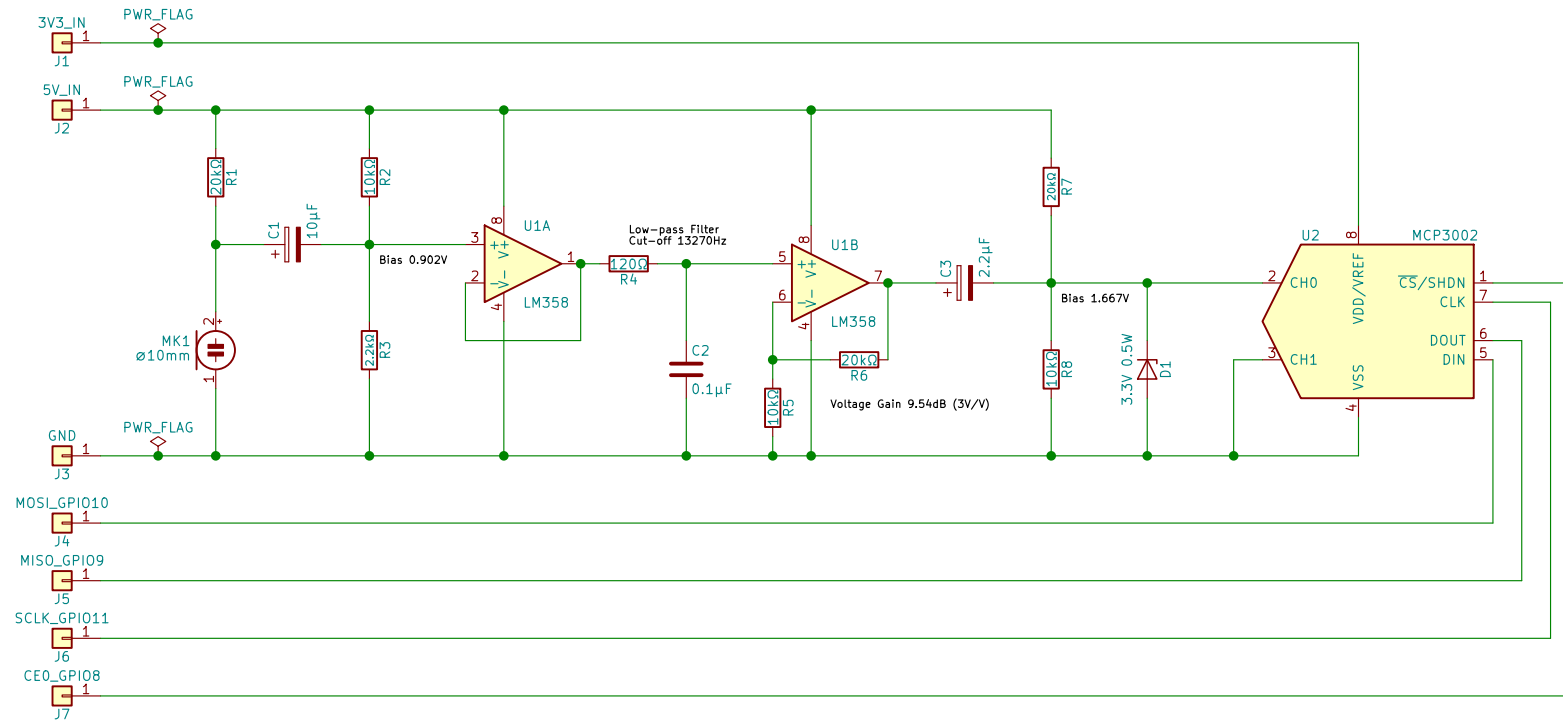 3V3_IN
1
J1
PWR_FLAG
5V_IN
1
J2
PWR_FLAG
20kΩ
R1
10kΩ
R2
C1
10µF
+
Bias 0.902V
2.2kΩ
R3
MK1
⌀10mm
2
+
1
U1A
LM358
3
2
8
4
1
+
-
V+
V-
Low-pass Filter
Cut-off 13270Hz
120Ω
R4
C2
0.1µF
U1B
LM358
5
6
8
4
7
+
-
V+
V-
20kΩ
R6
10kΩ
R5
Voltage Gain 9.54dB (3V/V)
C3
2.2µF
+
20kΩ
R7
Bias 1.667V
10kΩ
R8
3.3V 0.5W
D1
U2
MCP3002
8
VDD/VREF
2
CH0
3
CH1
VSS
4
CS/SHDN
1
CLK
7
DOUT
6
DIN
5
GND
1
J3
PWR_FLAG
MOSI_GPIO10
1
J4
MISO_GPIO9
1
J5
SCLK_GPIO11
1
J6
CE0_GPIO8
1
J7